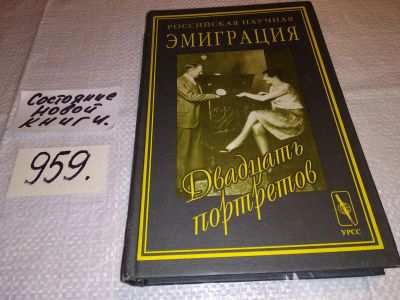 РОССИЙСКАЯ НАУЧНАЯ
ЭМИГРАЦИЯ
Двадцать
портретов
УРСС
Состояние
новой
книги.
959.